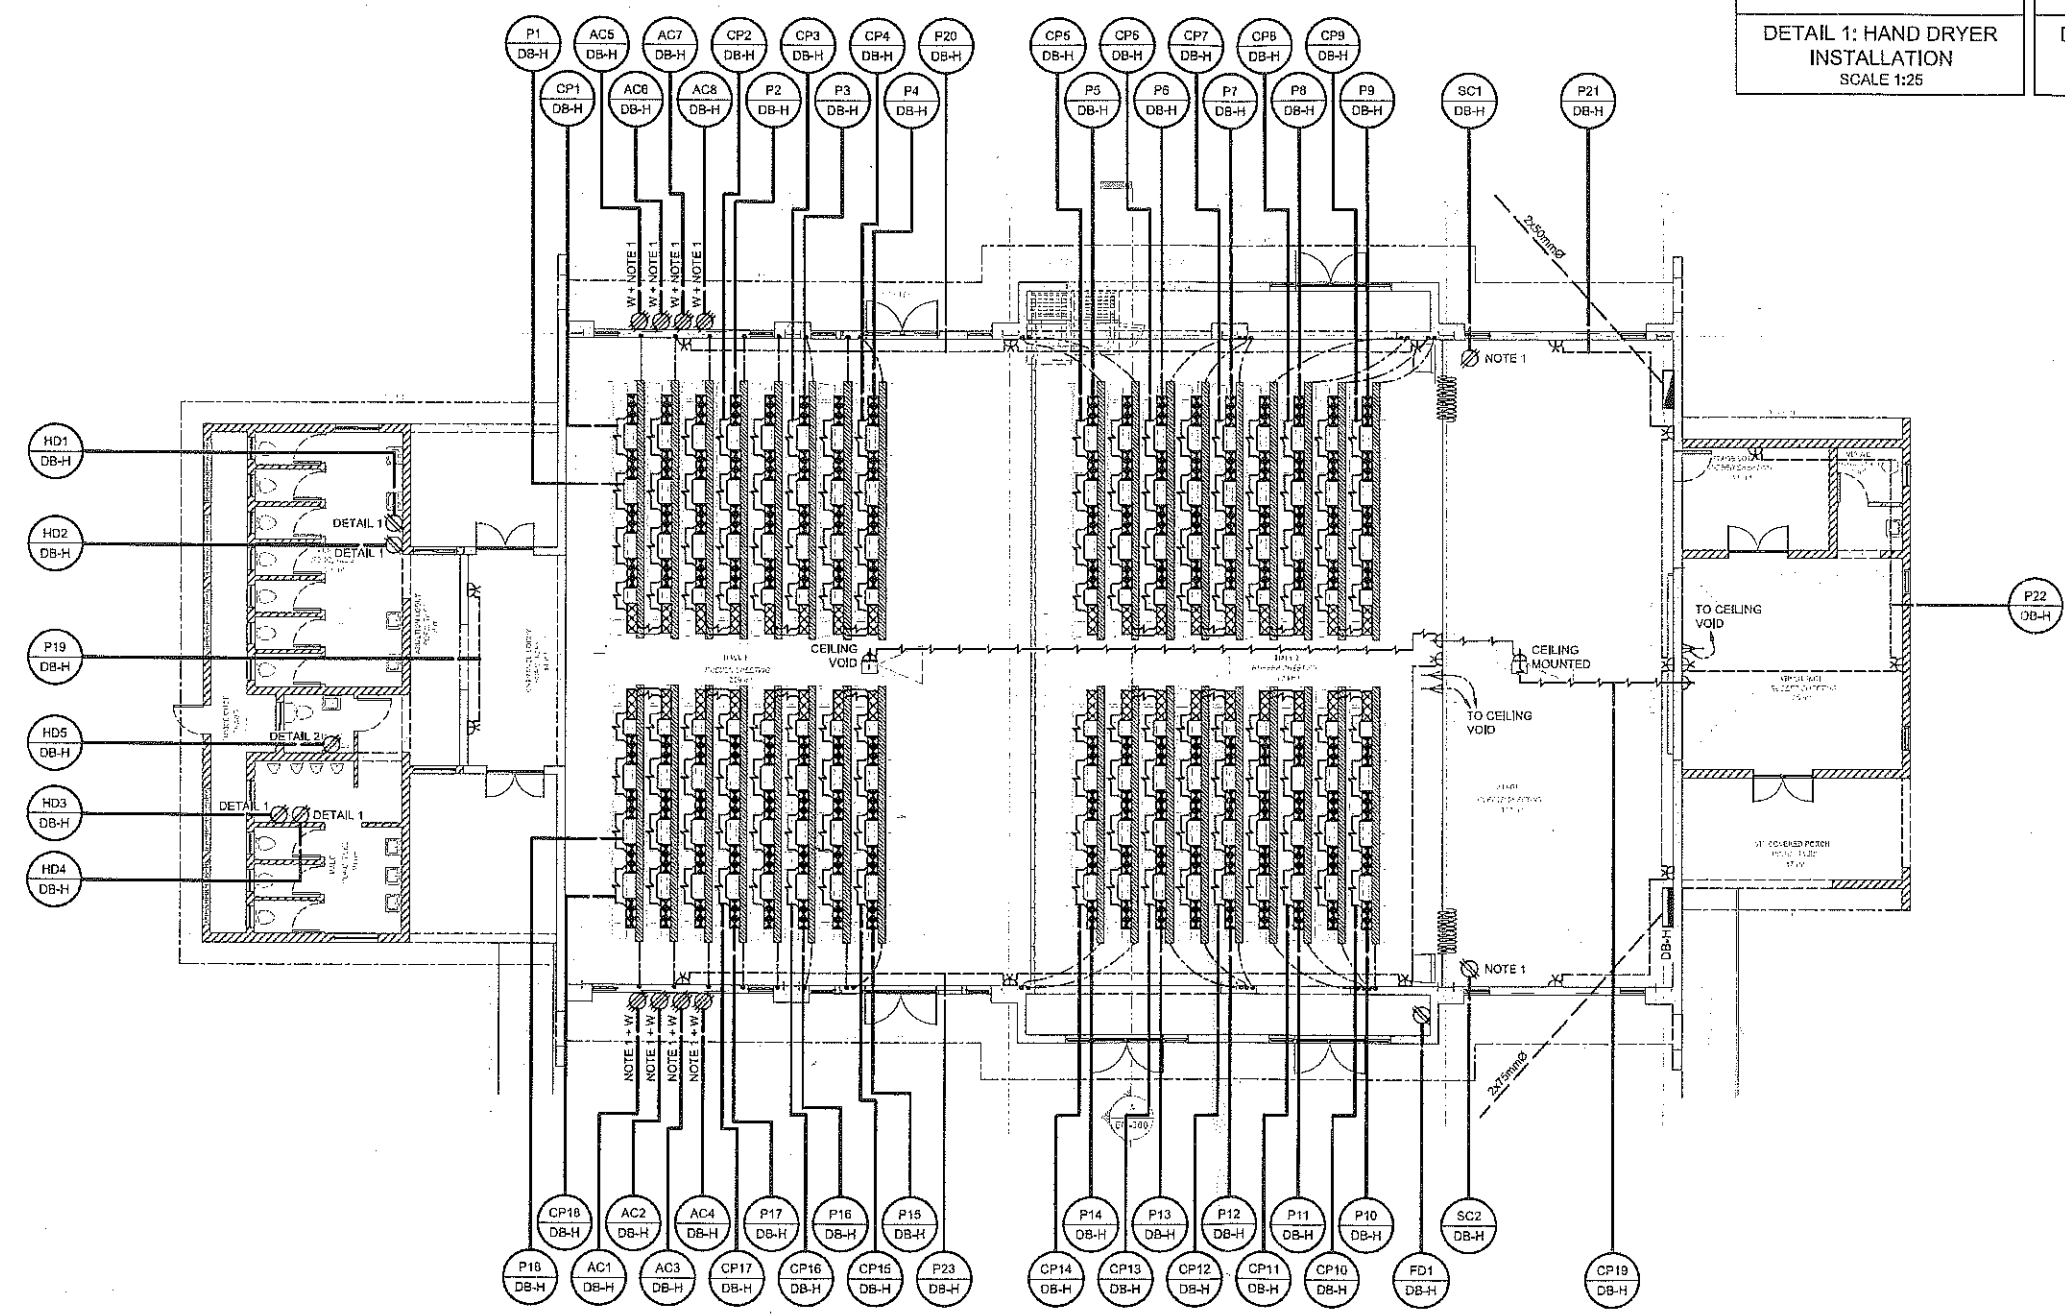 DETAIL 1: HAND DRYER
INSTALLATION
SCALE 1:25
P1
DB-H
AC5
DB-H
AC7
DB-H
CP2
DB-H
CP3
DB-H
CP4
DB-H
P20
DB-H
CP5
DB-H
CP6
DB-H
CP7
DB-H
CP8
DB-H
CP9
DB-H
CP1
DB-H
AC6
DB-H
AC8
DB-H
P2
DB-H
P3
DB-H
P4
DB-H
P5
DB-H
P6
DB-H
P7
DB-H
P8
DB-H
P9
DB-H
SC1
DB-H
P21
DB-H
2x50mmØ
W + NOTE 1
W + NOTE 1
W + NOTE 1
W + NOTE 1
NOTE 1
HD1
DB-H
DETAIL 1
HD2
DB-H
DETAIL 1
P22
DB-H
TO CEILING
VOID
P19
DB-H
CEILING
VOID
CEILING
MOUNTED
TO CEILING
VOID
HD5
DB-H
DETAIL 2
HD3
DB-H
DETAIL 1
DETAIL 1
HD4
DB-H
DB-H
NOTE 1
NOTE 1 + W
NOTE 1 + W
NOTE 1 + W
NOTE 1 + W
2x75mmØ
CP18
DB-H
AC2
DB-H
AC4
DB-H
P17
DB-H
P16
DB-H
P15
DB-H
P14
DB-H
P13
DB-H
P12
DB-H
P11
DB-H
P10
DB-H
SC2
DB-H
P18
DB-H
AC1
DB-H
AC3
DB-H
CP17
DB-H
CP16
DB-H
CP15
DB-H
P23
DB-H
CP14
DB-H
CP13
DB-H
CP12
DB-H
CP11
DB-H
CP10
DB-H
FD1
DB-H
CP19
DB-H